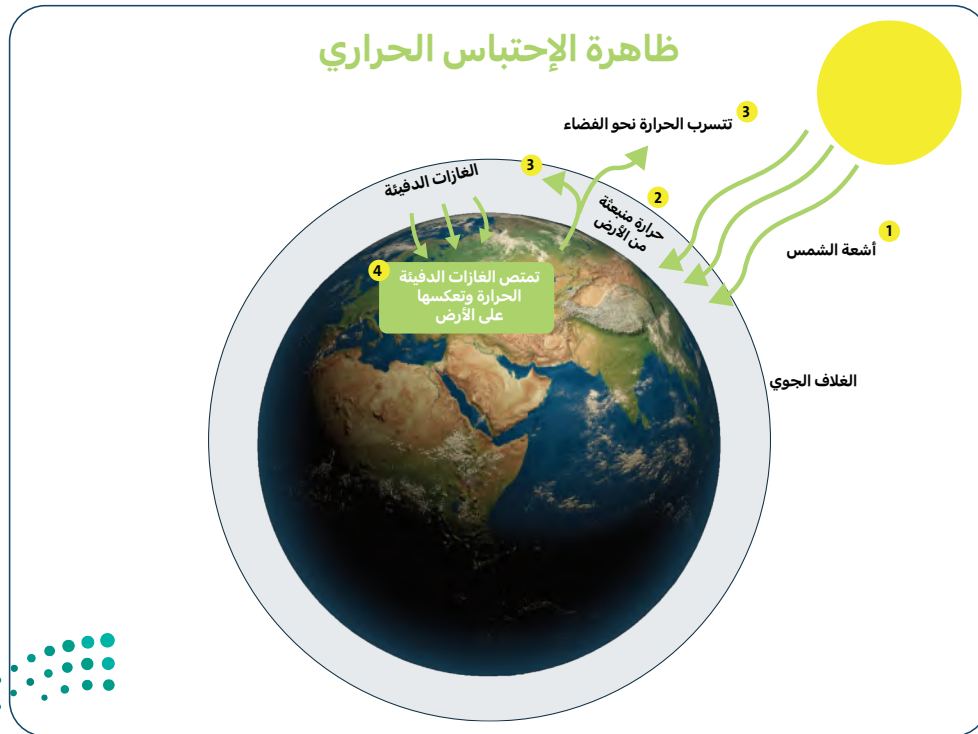 ظاهرة الإحتباس الحراري
3
تتسرب الحرارة نحو الفضاء
3
الغازات الدفيئة
2
حرارة منبعثة
من الأرض
1
أشعة الشمس
4
تمتص الغازات الدفيئة
الحرارة وتعكسها
على الأرض
الغلاف الجوي